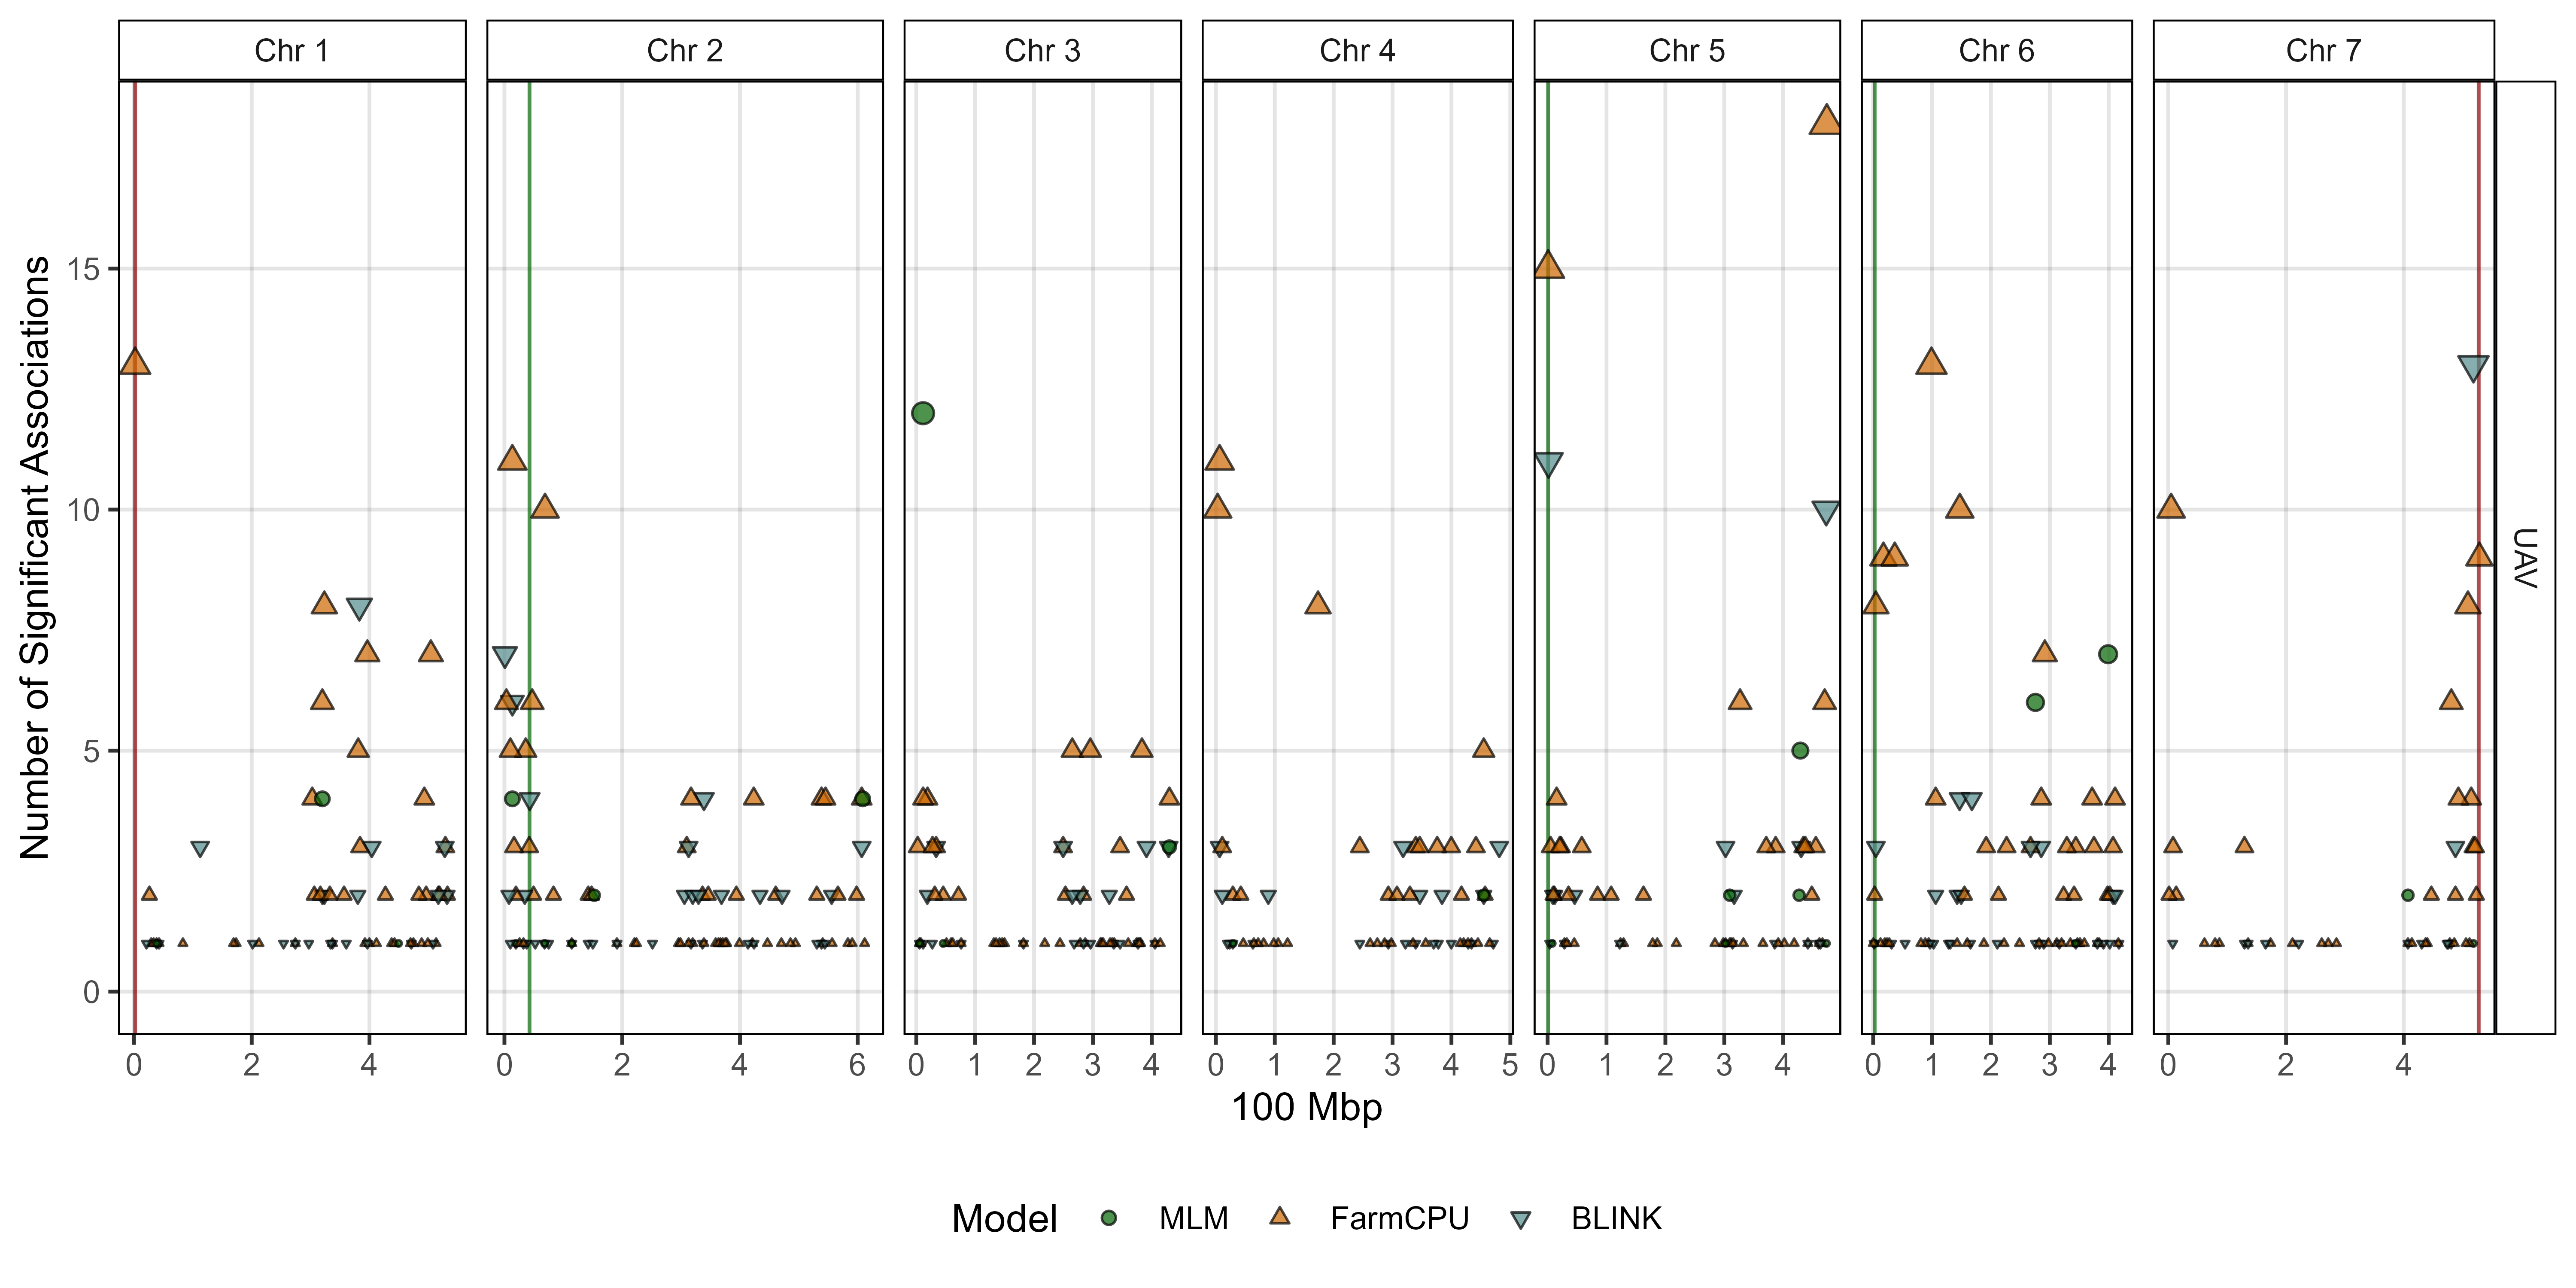 Chr 1 Chr 2 Chr 3 Chr 4 Chr 5 Chr 6 Chr 7
Number of Significant Associations
15
10
5
0
UAV
0 2 4 0 2 4 6 0 1 2 3 4 0 1 2 3 4 5 0 1 2 3 4 0 1 2 3 4 0 2 4
100 Mbp
Model MLM FarmCPU BLINK